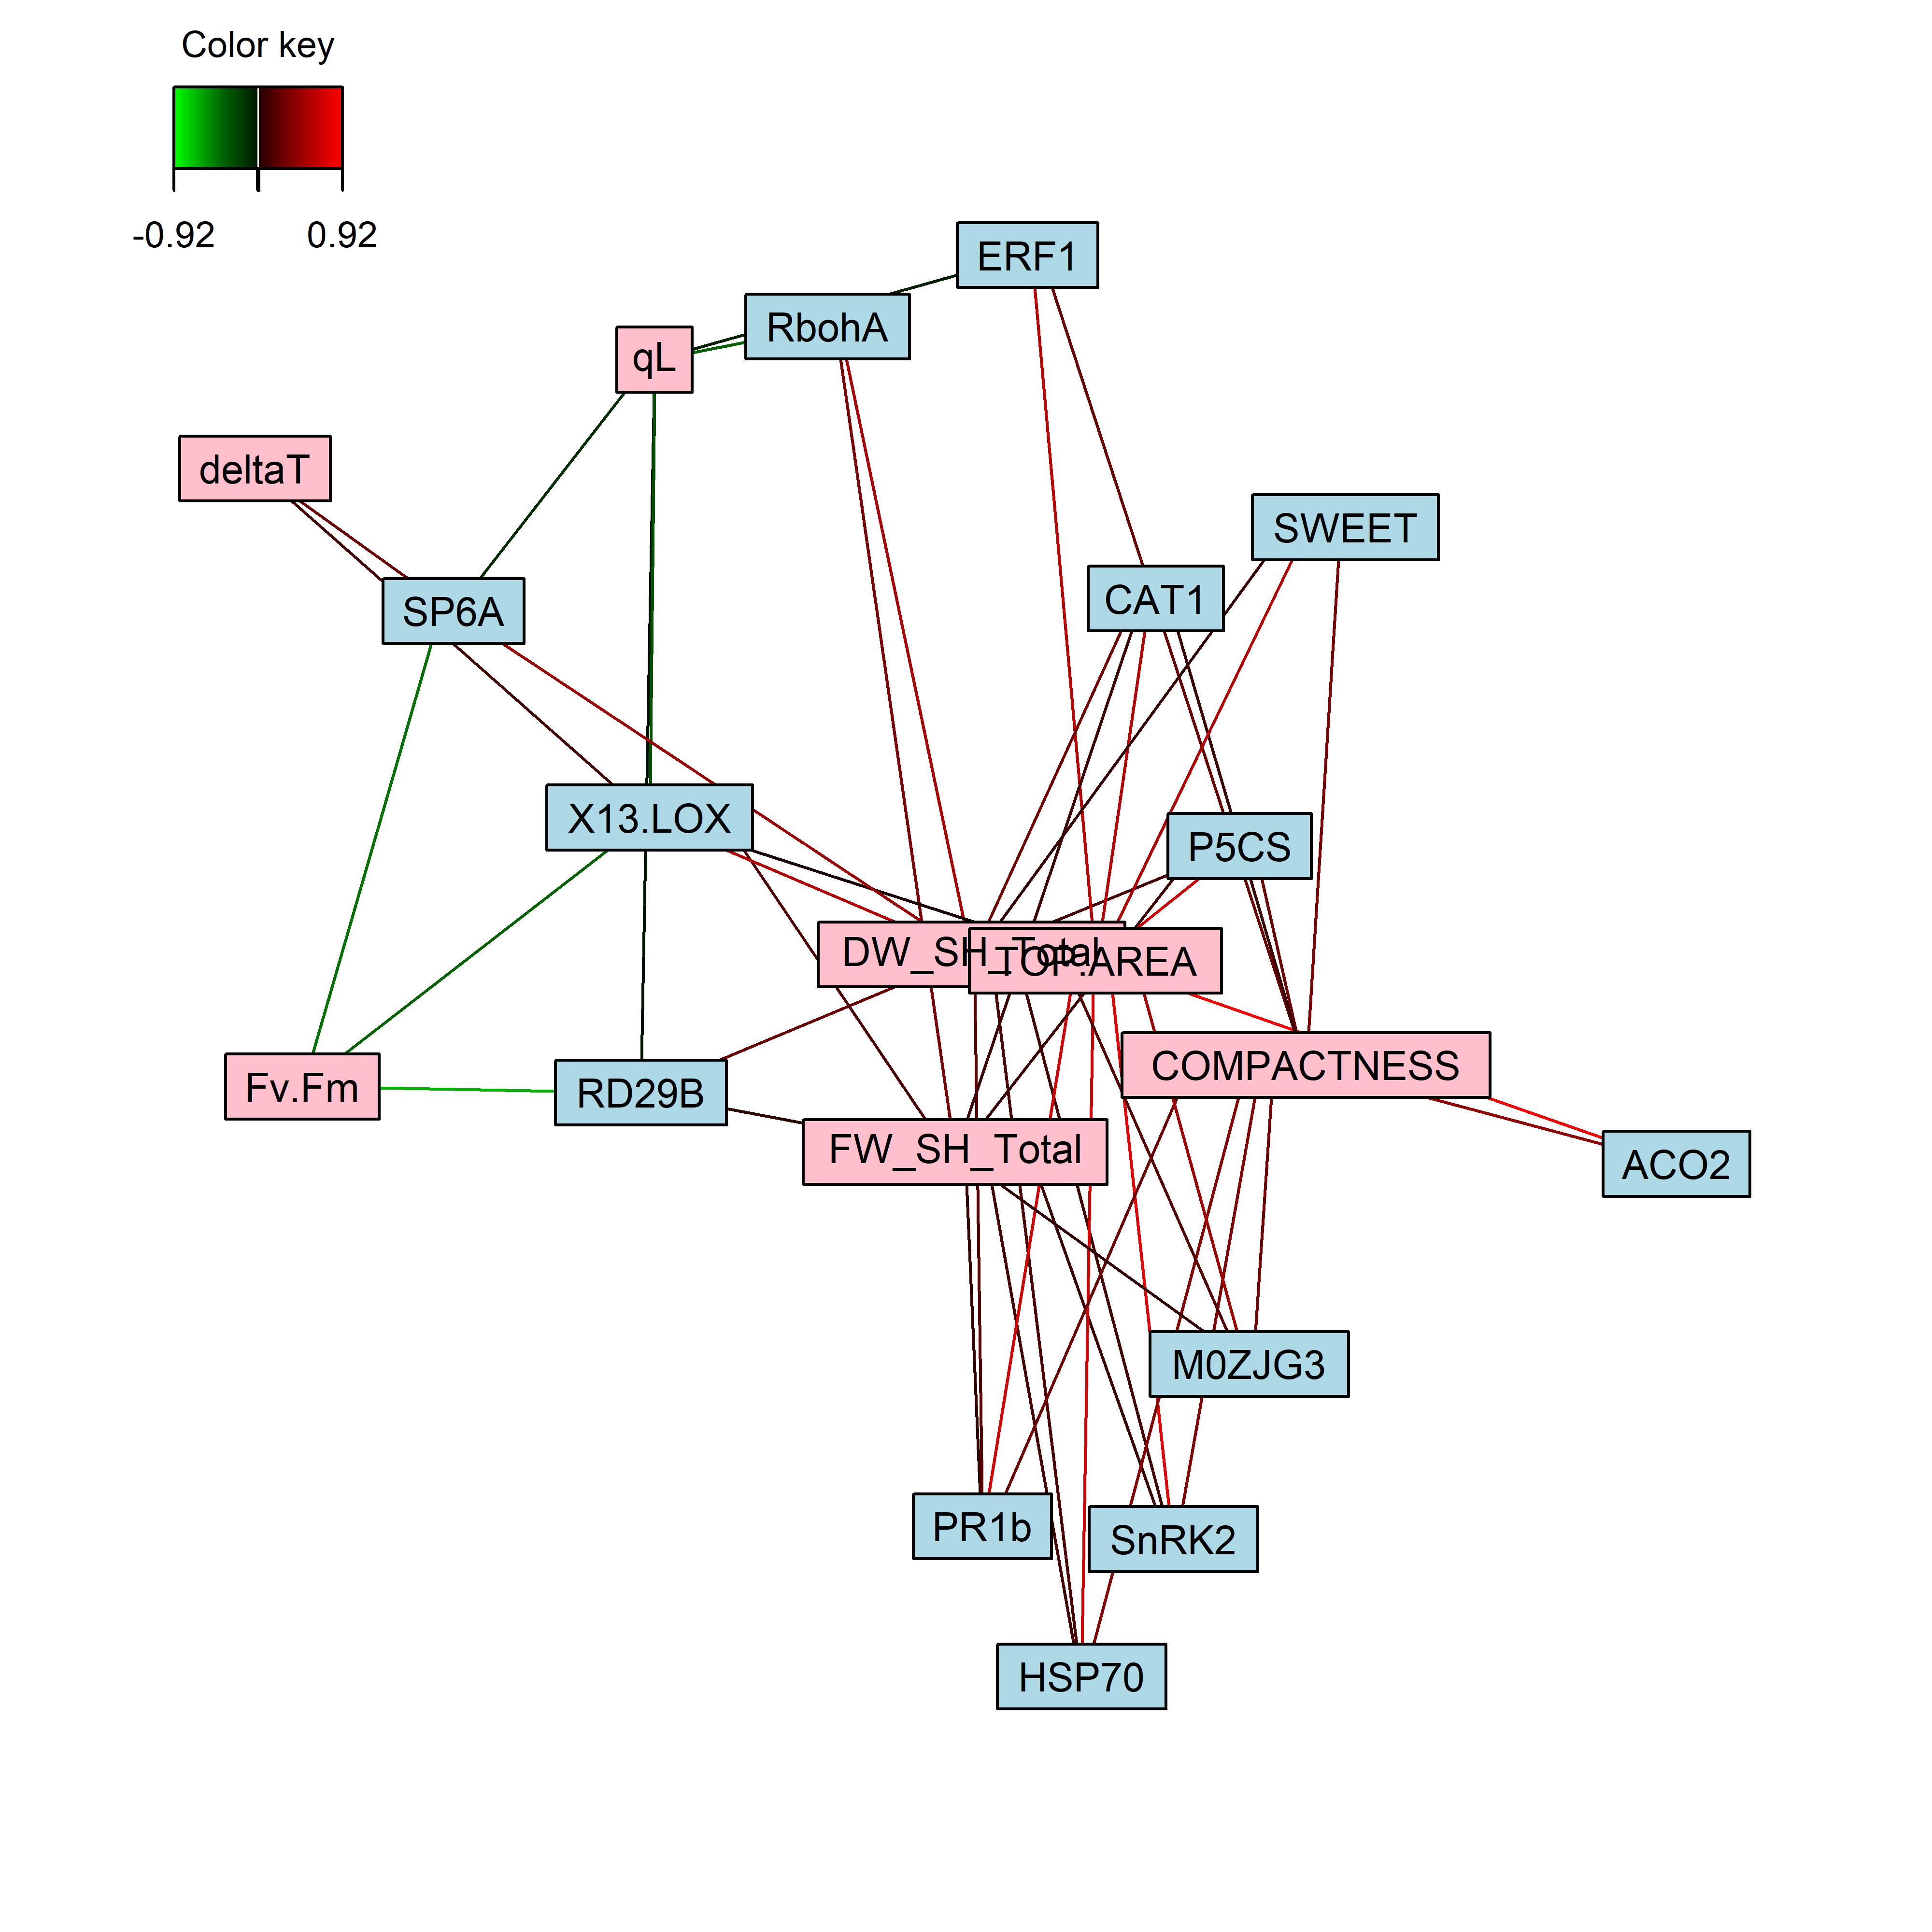 Color key
-0.92 0.92
ERF1
RbohA
qL
deltaT
SWEET
CAT1
SP6A
X13.LOX
P5CS
DW_SH_Total
TOP.AREA
COMPACTNESS
Fv.Fm
RD29B
FW_SH_Total
ACO2
M0ZJG3
PR1b
SnRK2
HSP70